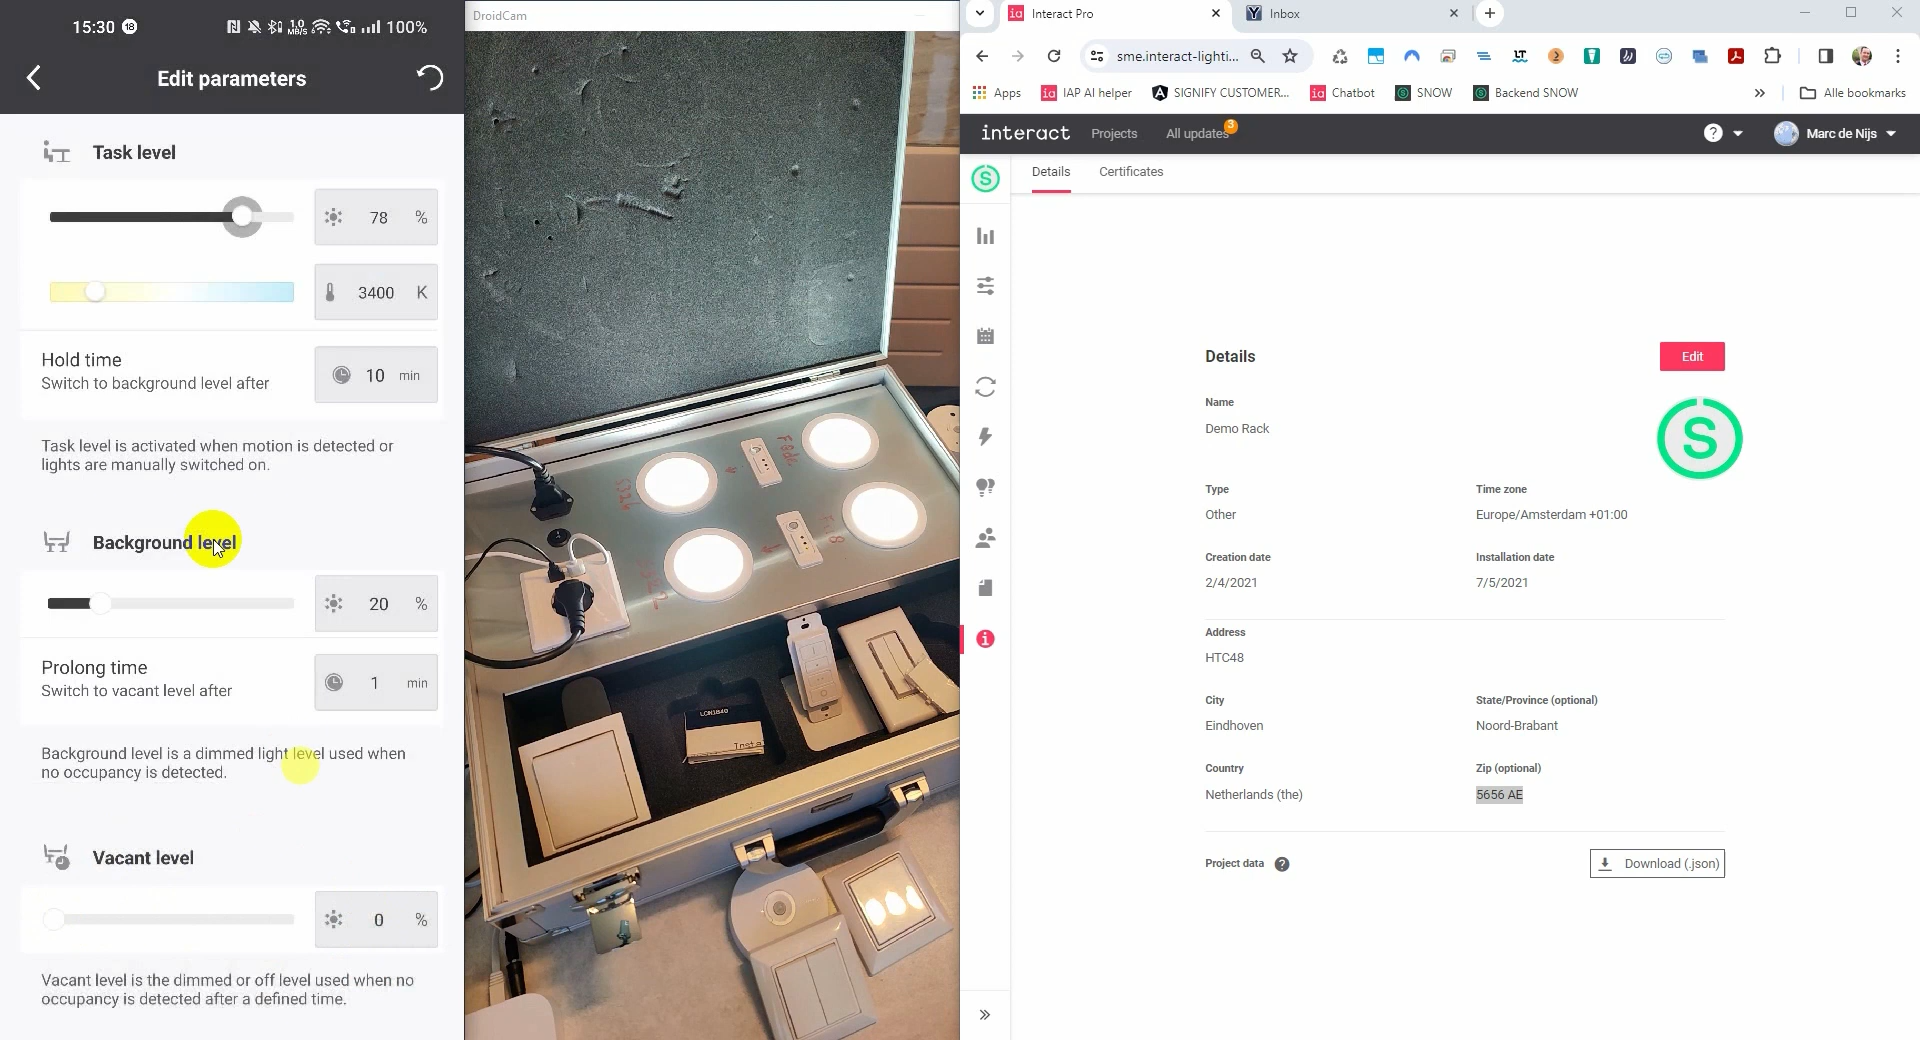 15:30 18 1.0 MB/S 100%
Edit parameters
Task level
78 %
3400 K
Hold time
Switch to background level after
10 min
Task level is activated when motion is detected or
lights are manually switched on.
Background level
20 %
Prolong time
Switch to vacant level after
1 min
Background level is a dimmed light level used when
no occupancy is detected.
Vacant level
0 %
Vacant level is the dimmed or off level used when no
occupancy is detected after a defined time.
DroidCam
LCN1840
Insta
Interact Pro
Inbox
sme.interact-lighti...
Apps
IAP AI helper
SIGNIFY CUSTOMER...
Chatbot
SNOW
Backend SNOW
»
Alle bookmarks
interact
Projects
All updates 3
Marc de Nijs
Details
Certificates
Details
Edit
Name
Demo Rack
S
Type
Other
Time zone
Europe/Amsterdam +01:00
Creation date
2/4/2021
Installation date
7/5/2021
Address
HTC48
City
Eindhoven
State/Province (optional)
Noord-Brabant
Country
Netherlands (the)
Zip (optional)
5656 AE
Project data
Download (.json)